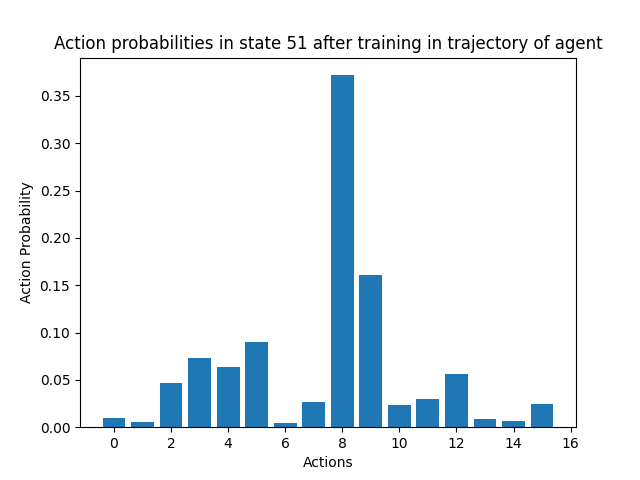 Action probabilities in state 51 after training in trajectory of agent
0.35
0.30
0.25
0.20
0.15
0.10
0.05
0.00
Action Probability
0 2 4 6 8 10 12 14 16
Actions